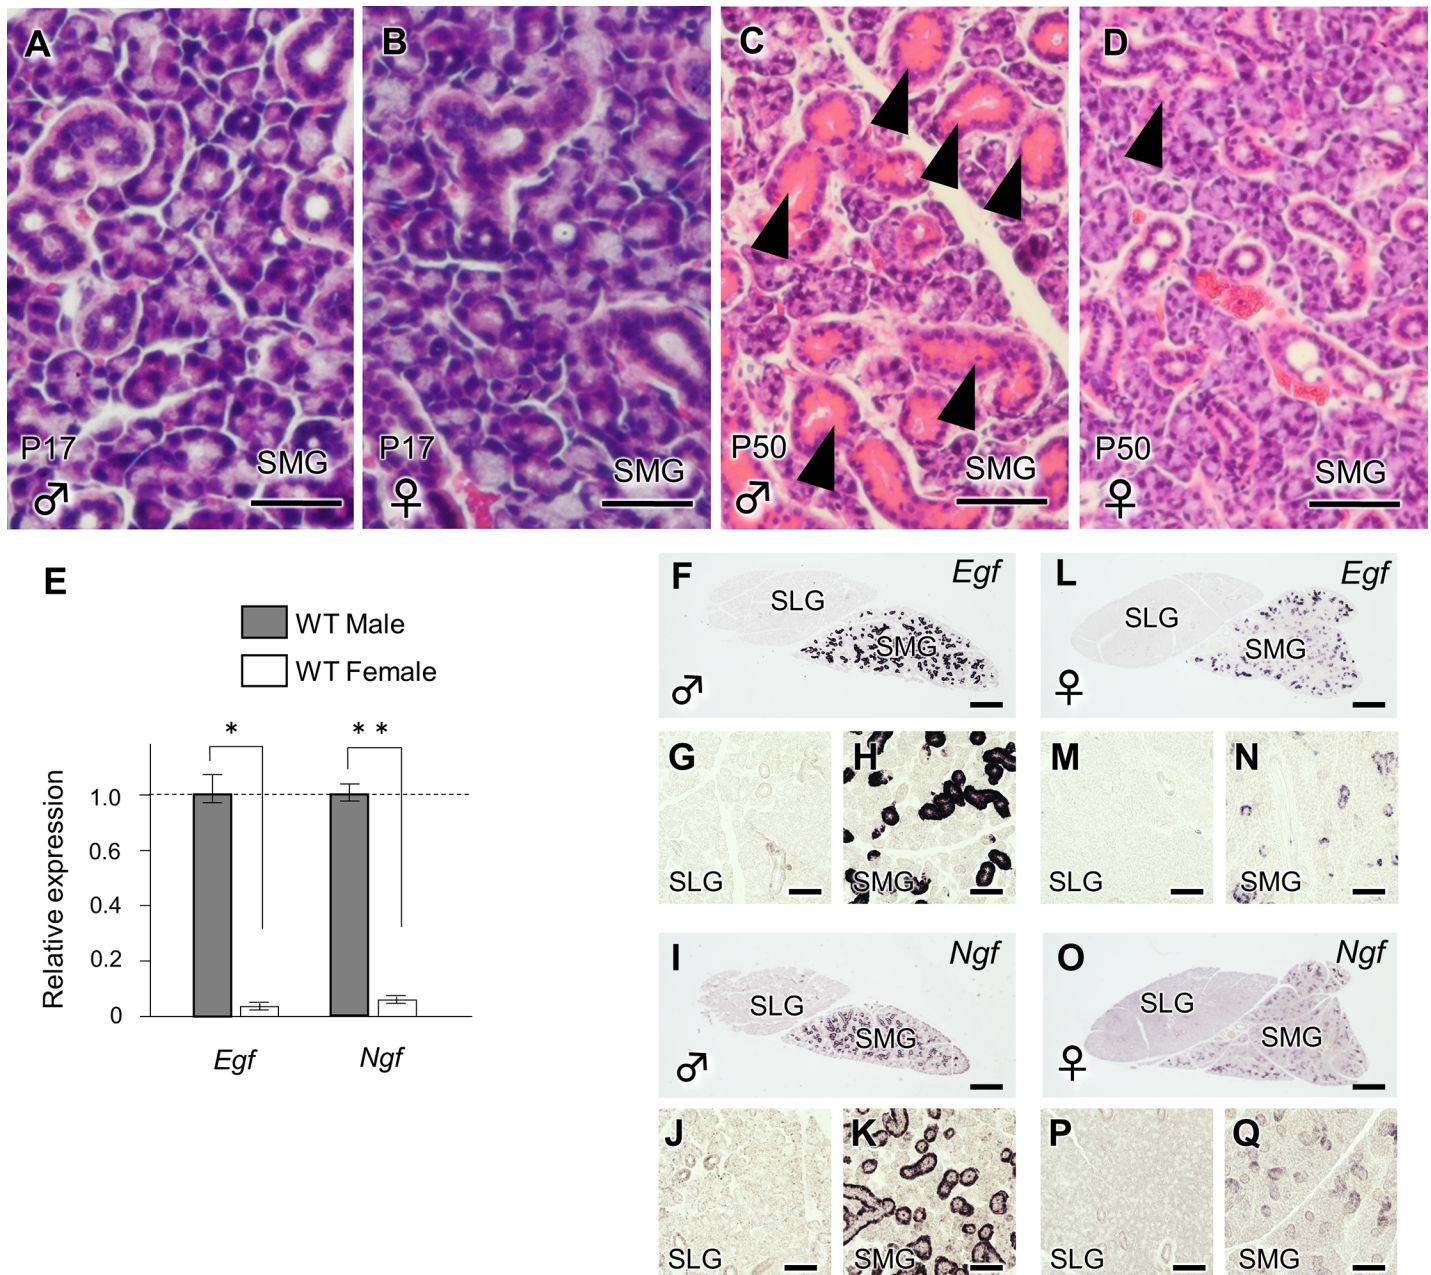 A
P17
♂
SMG
B
P17
♀
SMG
C
P50
♂
SMG
D
P50
♀
SMG
E
WT Male
WT Female
*
* *
Relative expression
1.0
0.6
0.4
0.2
0
Egf
Ngf
F
Egf
SLG
SMG
♂
L
Egf
SLG
SMG
♀
G
SLG
H
SMG
M
SLG
N
SMG
I
Ngf
SLG
SMG
♂
O
Ngf
SLG
SMG
♀
J
SLG
K
SMG
P
SLG
Q
SMG